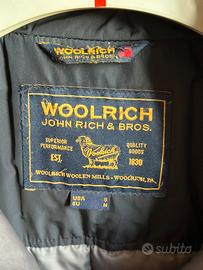 WOOLRICH
JOHN RICH & BROS.
WOOLRICH
JOHN RICH & BROS.
SUPERIOR
PERFORMANCE
QUALITY
GOODS
EST.
Woolrich
1830
WOOLRICH WOOLEN MILLS - WOOLRICH, PA.
USA S
EU M
subito